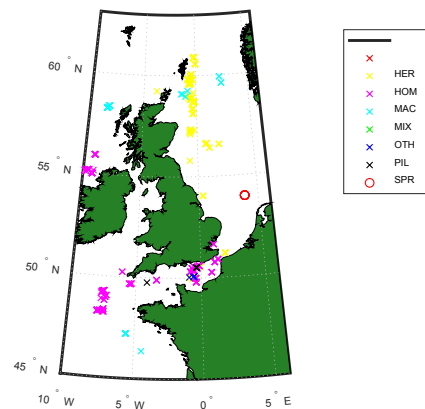 60 ° N
55 ° N
50 ° N
45 ° N
10 ° W
5 ° W
0 °
5 ° E
HER
HOM
MAC
MIX
OTH
PIL
SPR